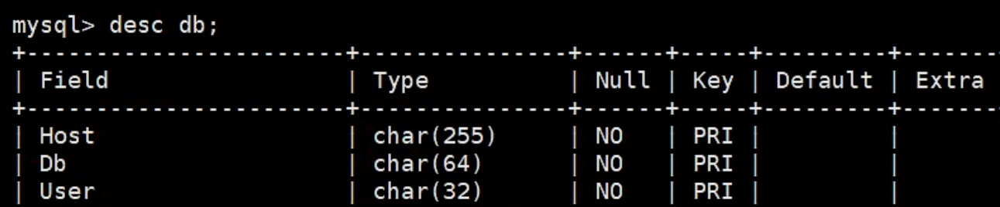 mysql> desc db;
+-----------------------+---------------+------+-----+---------+-------
| Field                 | Type          | Null | Key | Default | Extra
+-----------------------+---------------+------+-----+---------+-------
| Host                  | char(255)     | NO   | PRI |         |
| Db                    | char(64)      | NO   | PRI |         |
| User                  | char(32)      | NO   | PRI |         |